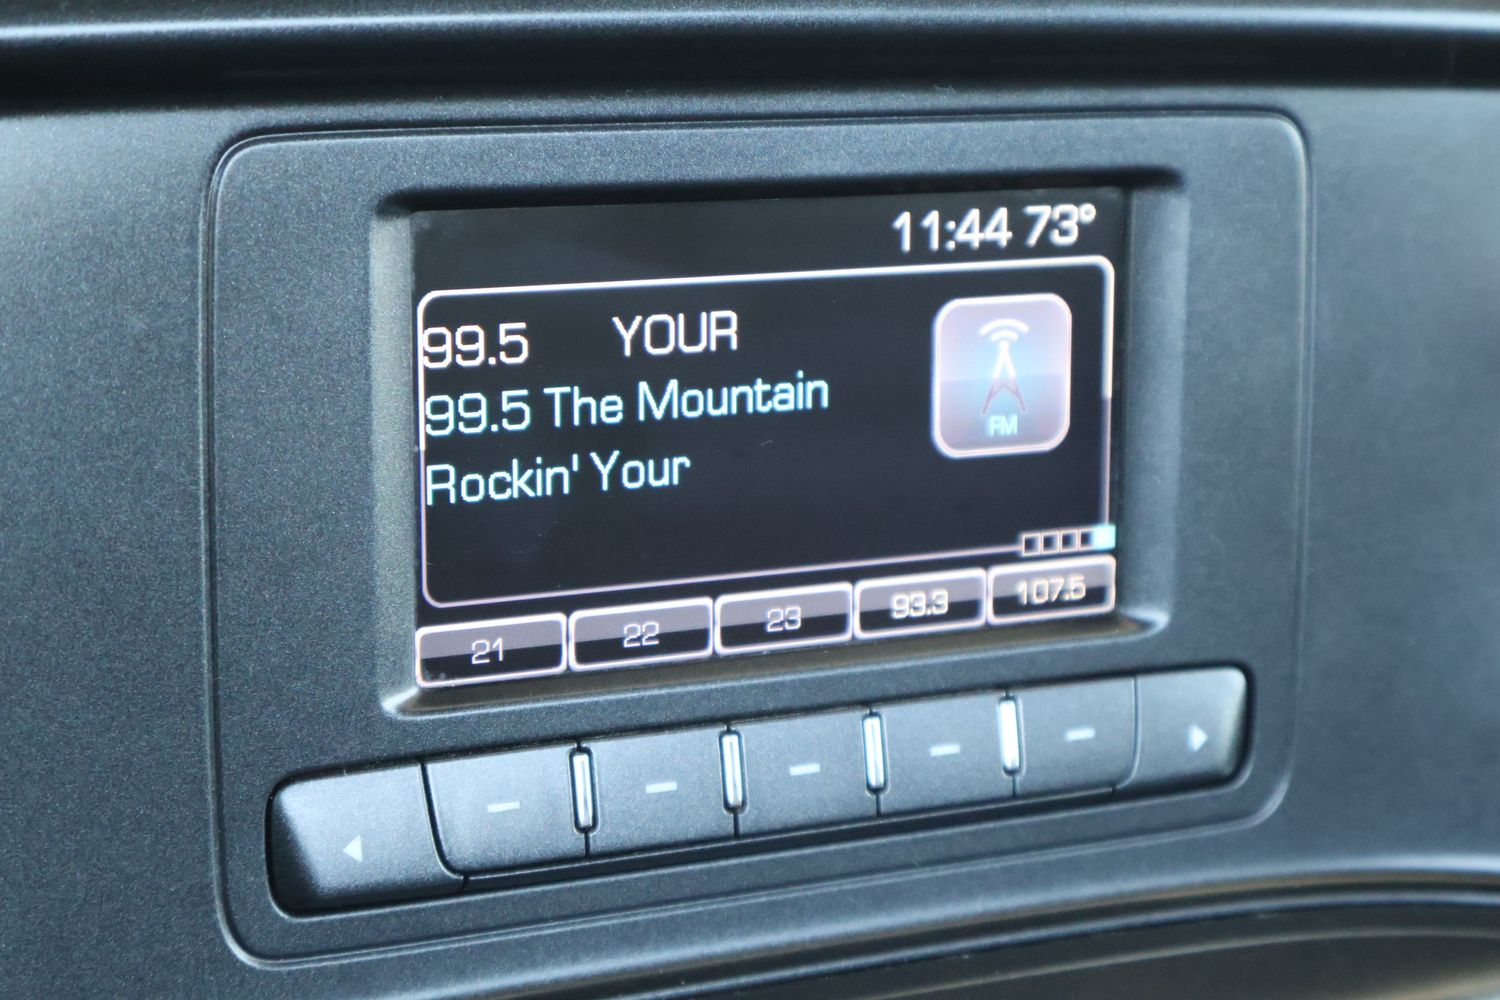 11:44 73°
99.5 YOUR
99.5 The Mountain
Rockin' Your
FM
21 22 23 93.3 107.5